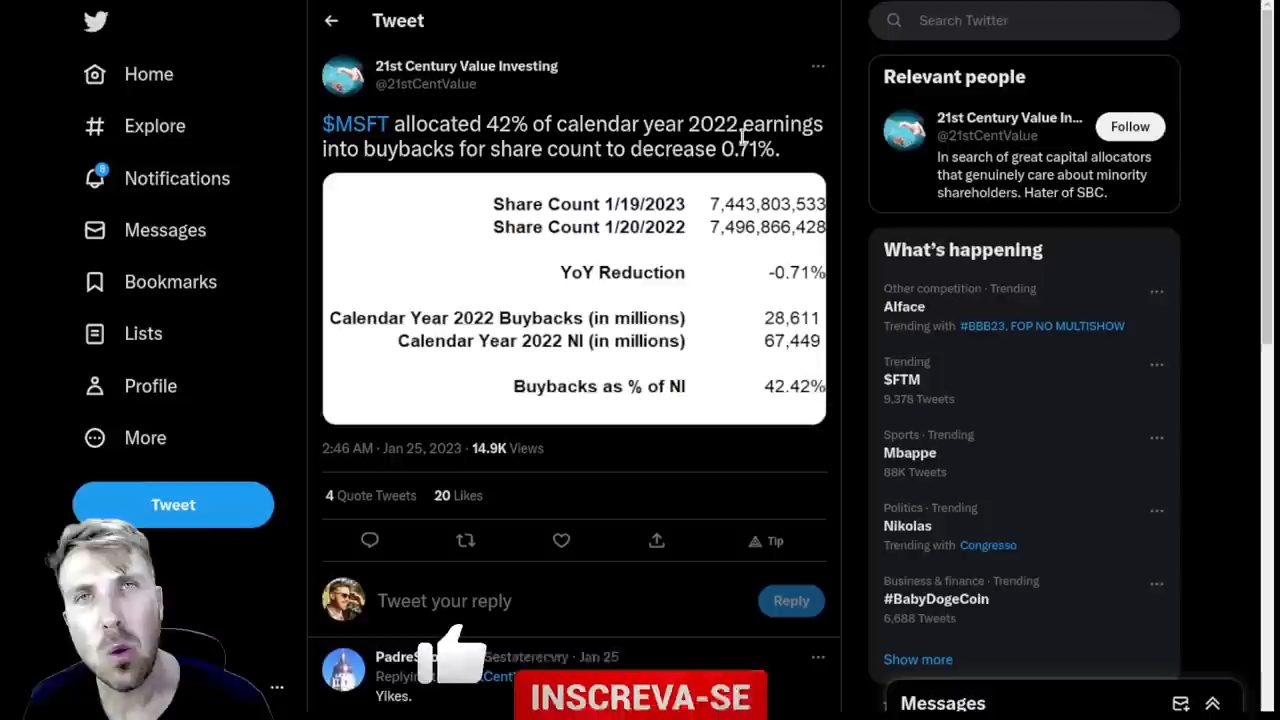 Home
Explore
8
Notifications
Messages
Bookmarks
Lists
Profile
More
Tweet
Tweet
21st Century Value Investing
@21stCentValue
$MSFT allocated 42% of calendar year 2022 earnings
into buybacks for share count to decrease 0.71%.
Share Count 1/19/2023 7,443,803,533
Share Count 1/20/2022 7,496,866,428
YoY Reduction -0.71%
Calendar Year 2022 Buybacks (in millions) 28,611
Calendar Year 2022 NI (in millions) 67,449
Buybacks as % of NI 42.42%
2:46 AM · Jan 25, 2023 · 14.9K Views
4 Quote Tweets 20 Likes
Tip
Tweet your reply
Reply
Jan 25
Yikes.
INSCREVA-SE
Search Twitter
Relevant people
21st Century Value In...
@21stCentValue
Follow
In search of great capital allocators
that genuinely care about minority
shareholders. Hater of SBC.
What's happening
Other competition · Trending
Alface
Trending with #BBB23, FOP NO MULTISHOW
Trending
$FTM
9,378 Tweets
Sports · Trending
Mbappe
88K Tweets
Politics · Trending
Nikolas
Trending with Congresso
Business & finance · Trending
#BabyDogeCoin
6,688 Tweets
Show more
Messages